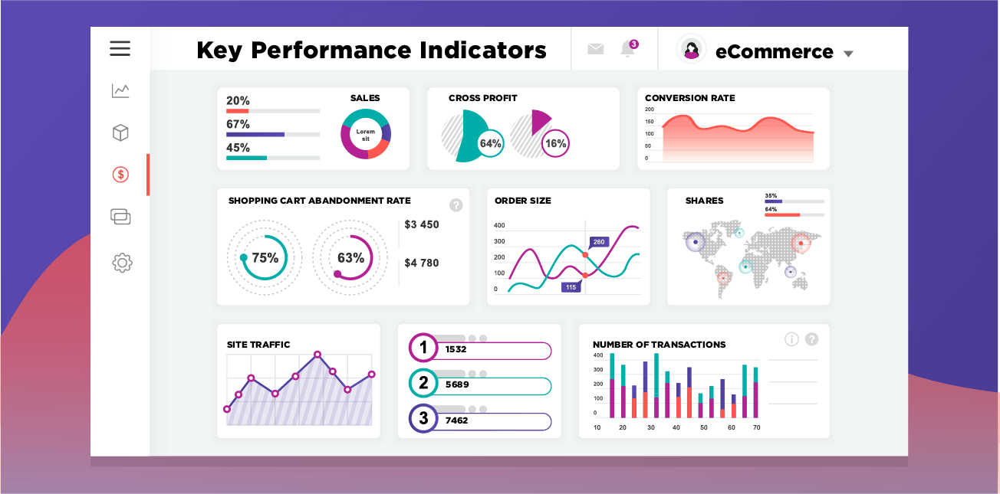 Key Performance Indicators
3
eCommerce
20%
67%
45%
SALES
Lorem
sit
CROSS PROFIT
64%
16%
CONVERSION RATE
200
150
100
50
0
SHOPPING CART ABANDONMENT RATE
?
75%
63%
$3 450
$4 780
ORDER SIZE
400
300
200
100
0
260
115
SHARES
35%
64%
SITE TRAFFIC
1 1532
2 5689
3 7462
NUMBER OF TRANSACTIONS
i ?
400
300
200
100
0
10 20 30 40 50 60 70